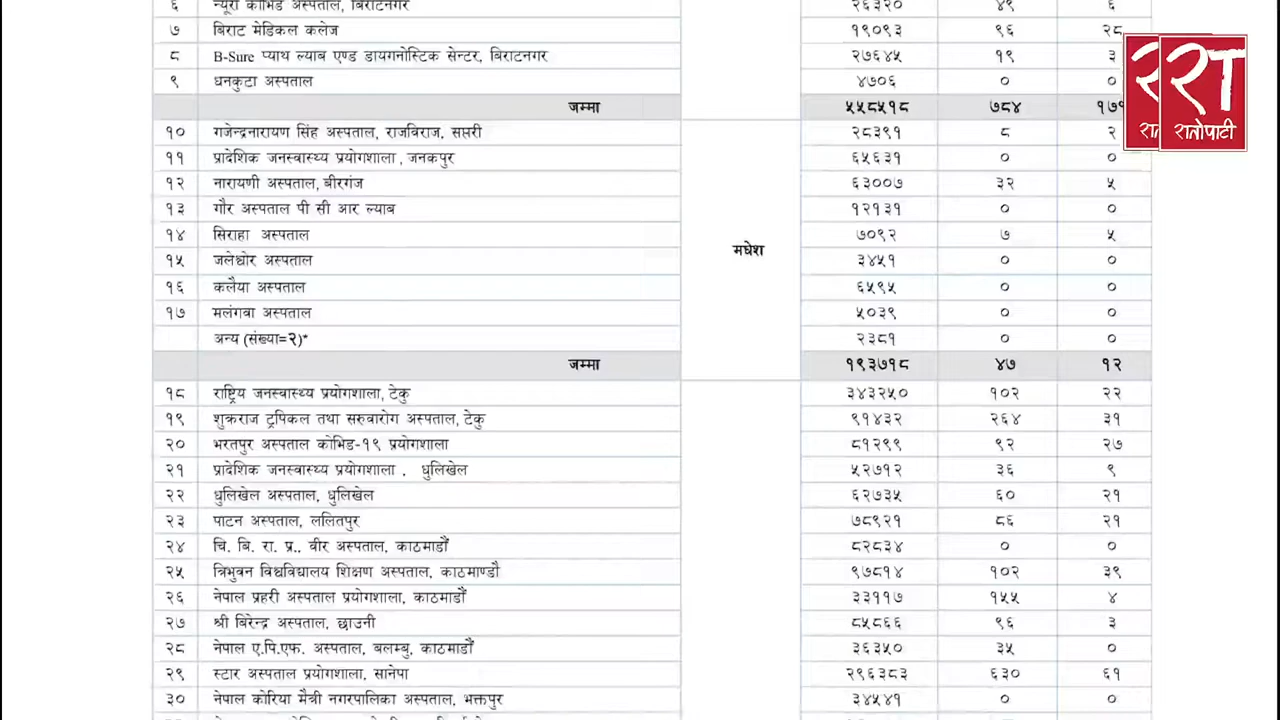 ६ न्यूरो कोभिड अस्पताल, बिराटनगर २६३२० ४९ ६
७ बिराट मेडिकल कलेज १९०९३ ९६ २८
८ B-Sure प्याथ ल्याब एण्ड डायगनोस्टिक सेन्टर, बिराटनगर २७६४५ १९ ३
९ धनकुटा अस्पताल ४७०६ ० ०
जम्मा ५५८५१८ ७८४ १७१
१० गजेन्द्रनारायण सिंह अस्पताल, राजविराज, सप्तरी २८३९१ ८ २
११ प्रादेशिक जनस्वास्थ्य प्रयोगशाला , जनकपुर ६५६३१ ० ०
१२ नारायणी अस्पताल, बीरगंज ६३००७ ३२ ५
१३ गौर अस्पताल पी सी आर ल्याब १२१३१ ० ०
१४ सिराहा अस्पताल ७०९२ ७ ५
मधेश
१५ जलेश्वोर अस्पताल ३४५१ ० ०
१६ कलैया अस्पताल ६५९५ ० ०
१७ मलंगवा अस्पताल ५०३९ ० ०
अन्य (संख्या=२)* २३८१ ० ०
जम्मा १९३७१८ ४७ १२
१८ राष्ट्रिय जनस्वास्थ्य प्रयोगशाला, टेकु ३४३२५० १०२ २२
१९ शुक्रराज ट्रपिकल तथा सरुवारोग अस्पताल, टेकु ९१४३२ २६४ ३१
२० भरतपुर अस्पताल कोभिड-१९ प्रयोगशाला ८१२९९ ९२ २७
२१ प्रादेशिक जनस्वास्थ्य प्रयोगशाला . धुलिखेल ५२७१२ ३६ ९
२२ धुलिखेल अस्पताल, धुलिखेल ६२७३५ ६० २१
२३ पाटन अस्पताल, ललितपुर ७८९२१ ८६ २१
२४ चि. बि. रा. प्र., वीर अस्पताल, काठमाडौं ८२८३४ ० ०
२५ त्रिभुवन विश्वविद्यालय शिक्षण अस्पताल, काठमाण्डौ ९७८१४ १०२ ३९
२६ नेपाल प्रहरी अस्पताल प्रयोगशाला, काठमाडौं ३३११७ १५५ ४
२७ श्री बिरेन्द्र अस्पताल, छाउनी ८५८६६ ९६ ३
२८ नेपाल ए.पि.एफ. अस्पताल, बलम्बु, काठमाडौं ३६३५० ३५ ०
२९ स्टार अस्पताल प्रयोगशाला, सानेपा २९६३८३ ६३० ६१
३० नेपाल कोरिया मैत्री नगरपालिका अस्पताल, भक्तपुर ३४५४१ ० ०
रातोपाटी